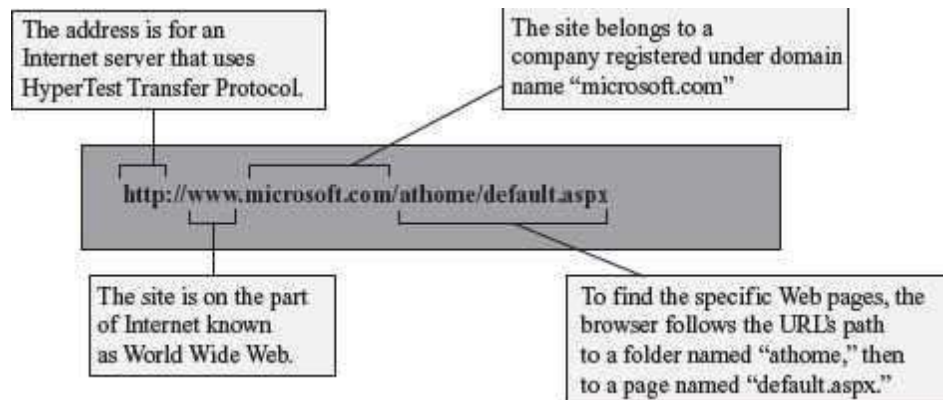 The address is for an
Internet server that uses
HyperTest Transfer Protocol.
The site belongs to a
company registered under domain
name “microsoft.com”
http://www.microsoft.com/athome/default.aspx
The site is on the part
of Internet known
as World Wide Web.
To find the specific Web pages, the
browser follows the URL’s path
to a folder named “athome,” then
to a page named “default.aspx.”